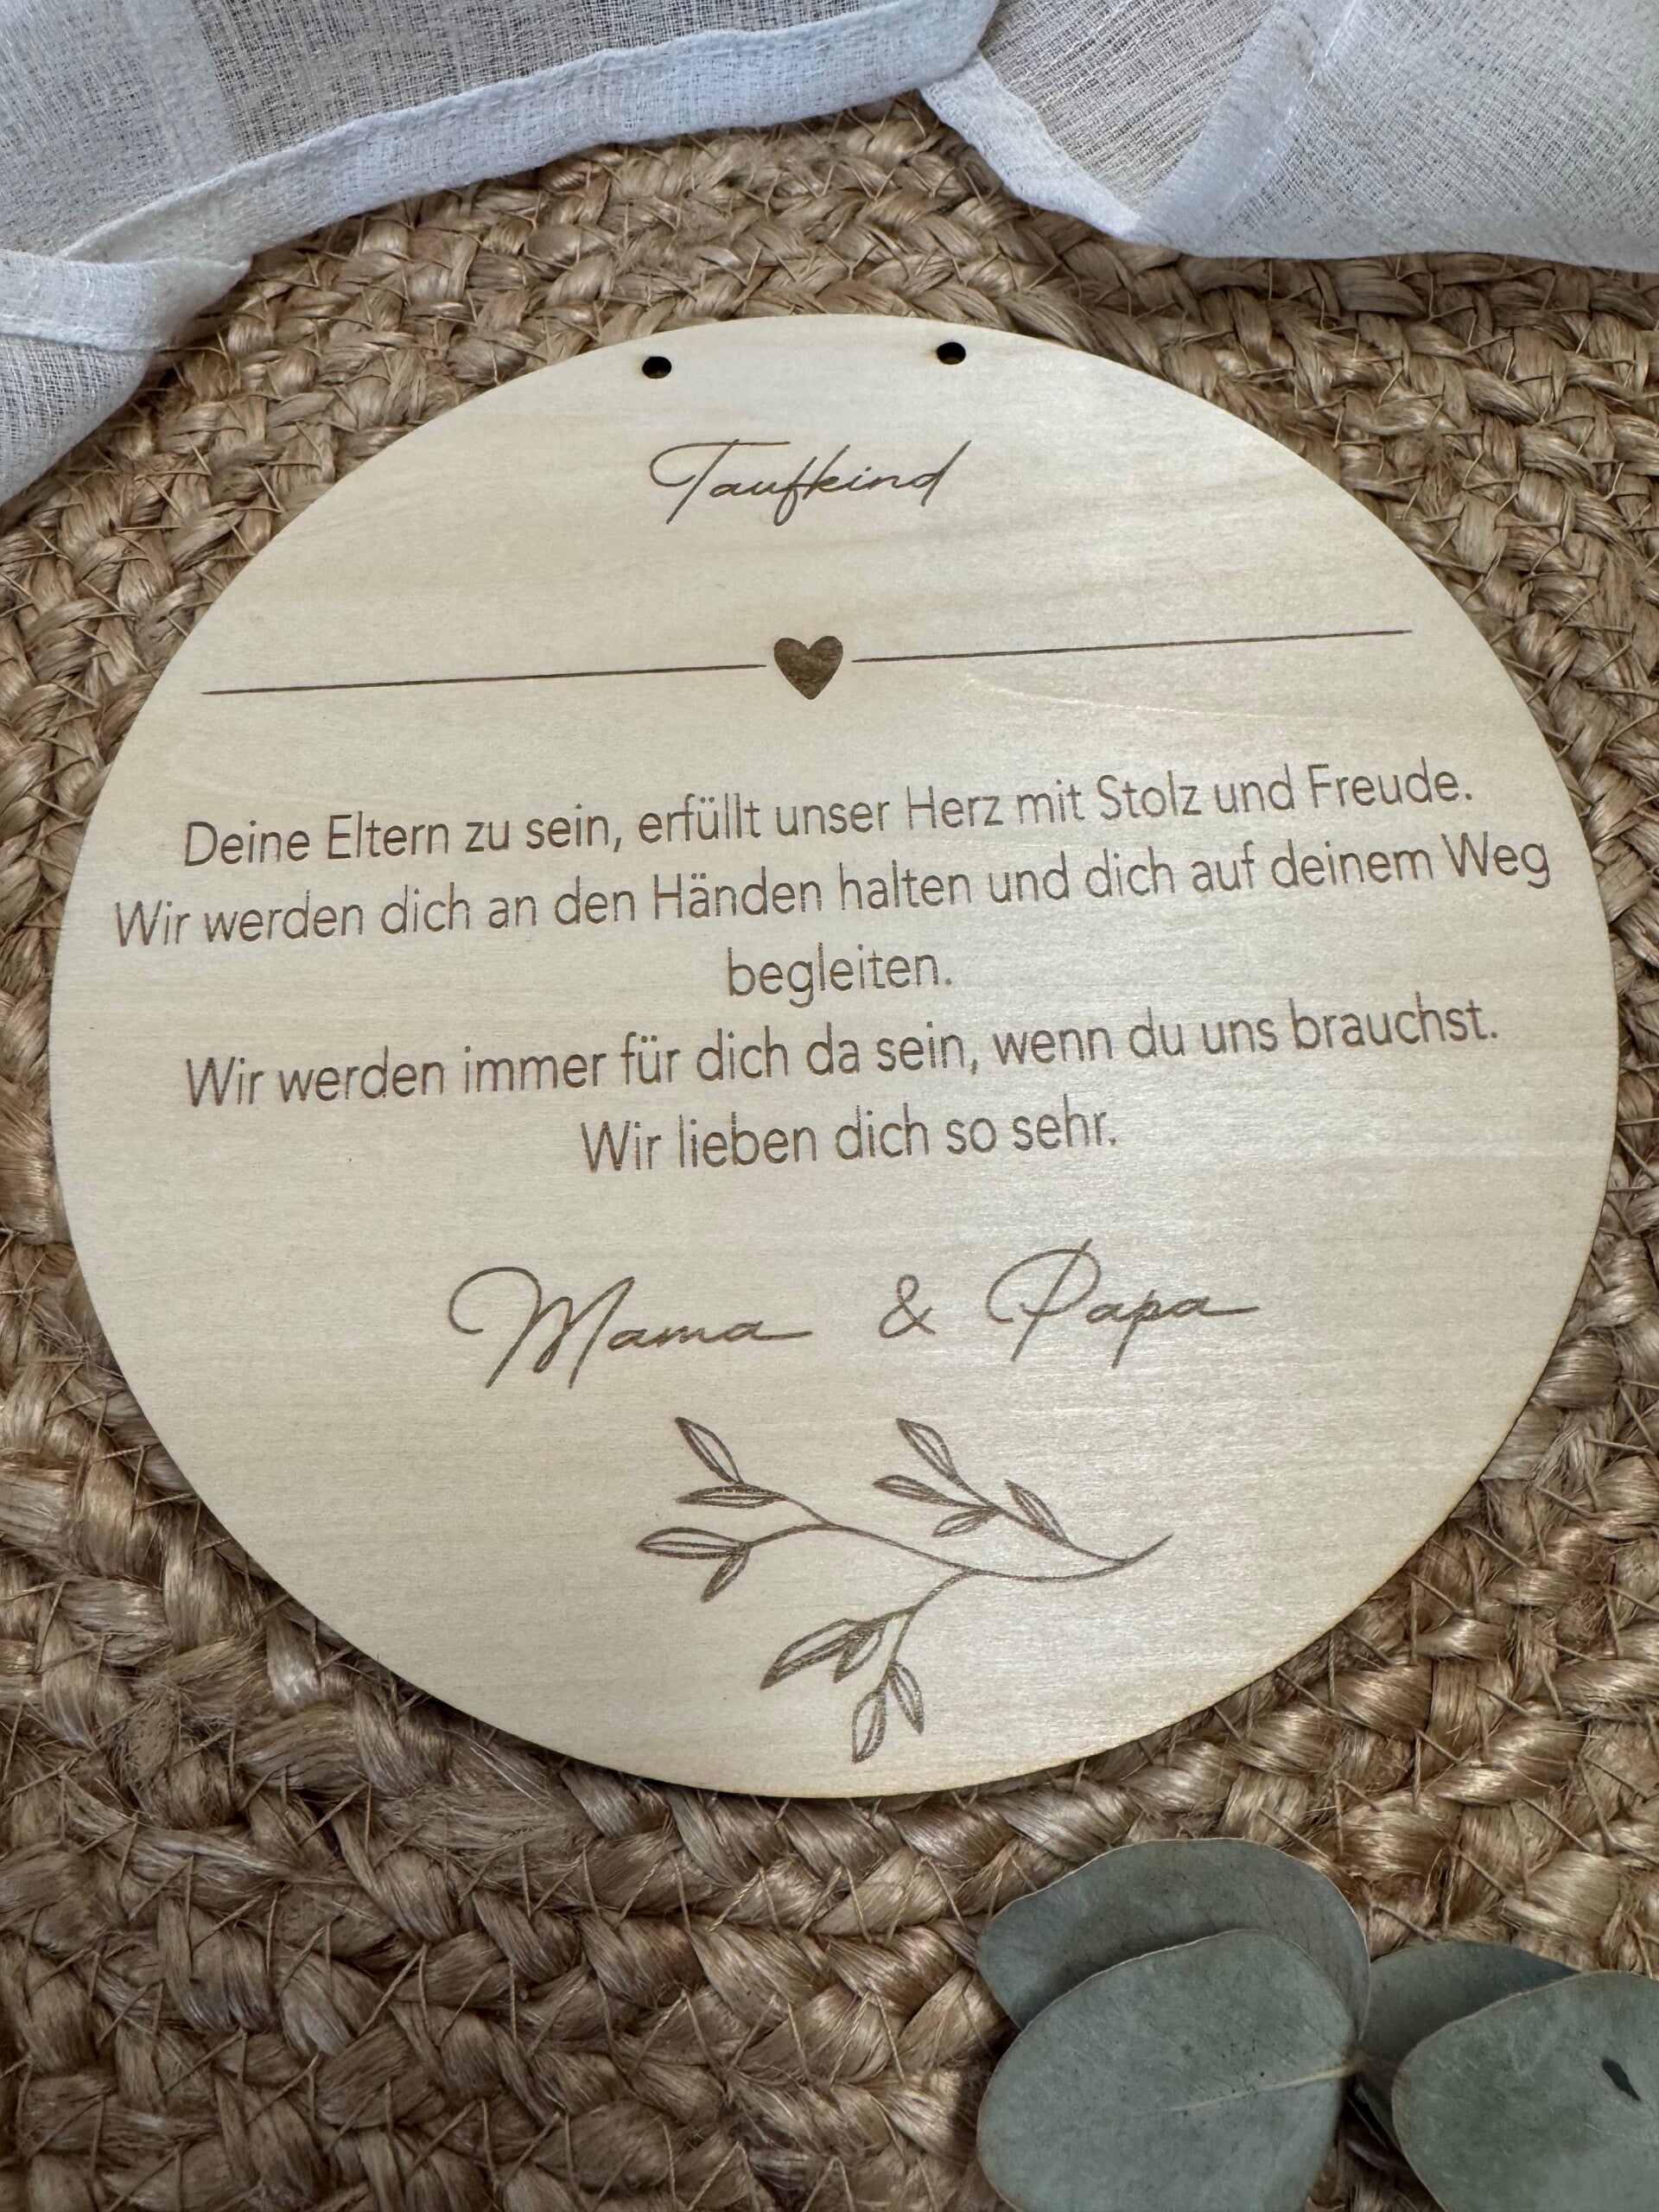 Taufkind
Deine Eltern zu sein, erfüllt unser Herz mit Stolz und Freude.
Wir werden dich an den Händen halten und dich auf deinem Weg
begleiten.
Wir werden immer für dich da sein, wenn du uns brauchst.
Wir lieben dich so sehr.
Mama & Papa